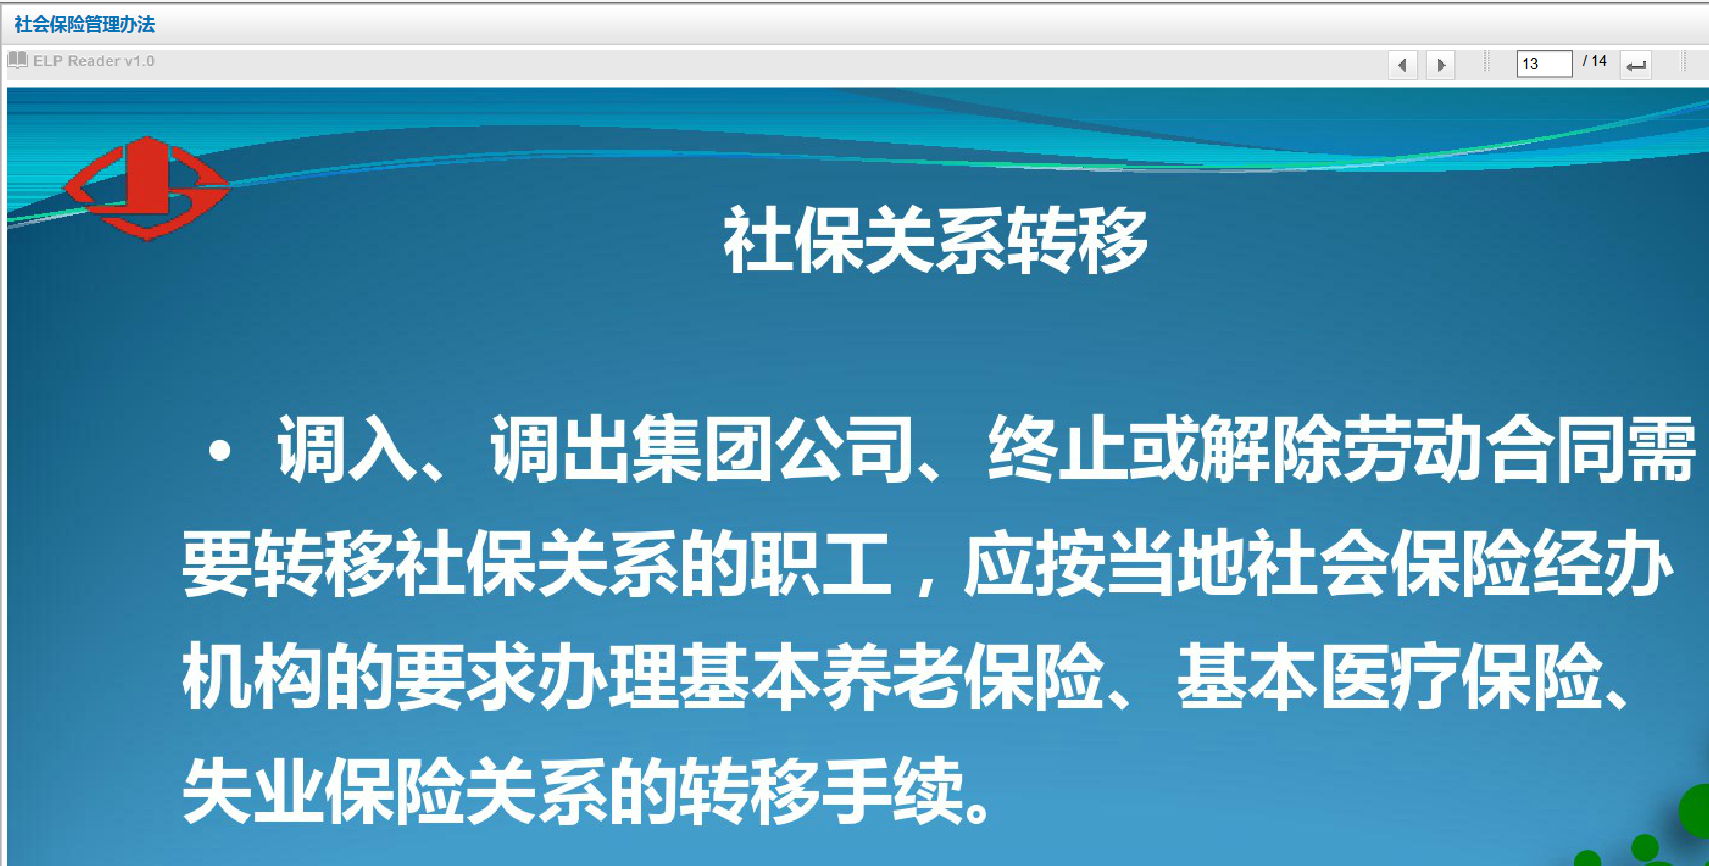 社会保险管理办法
ELP Reader v1.0
13 / 14
社保关系转移
• 调入、调出集团公司、终止或解除劳动合同需
要转移社保关系的职工，应按当地社会保险经办
机构的要求办理基本养老保险、基本医疗保险、
失业保险关系的转移手续。